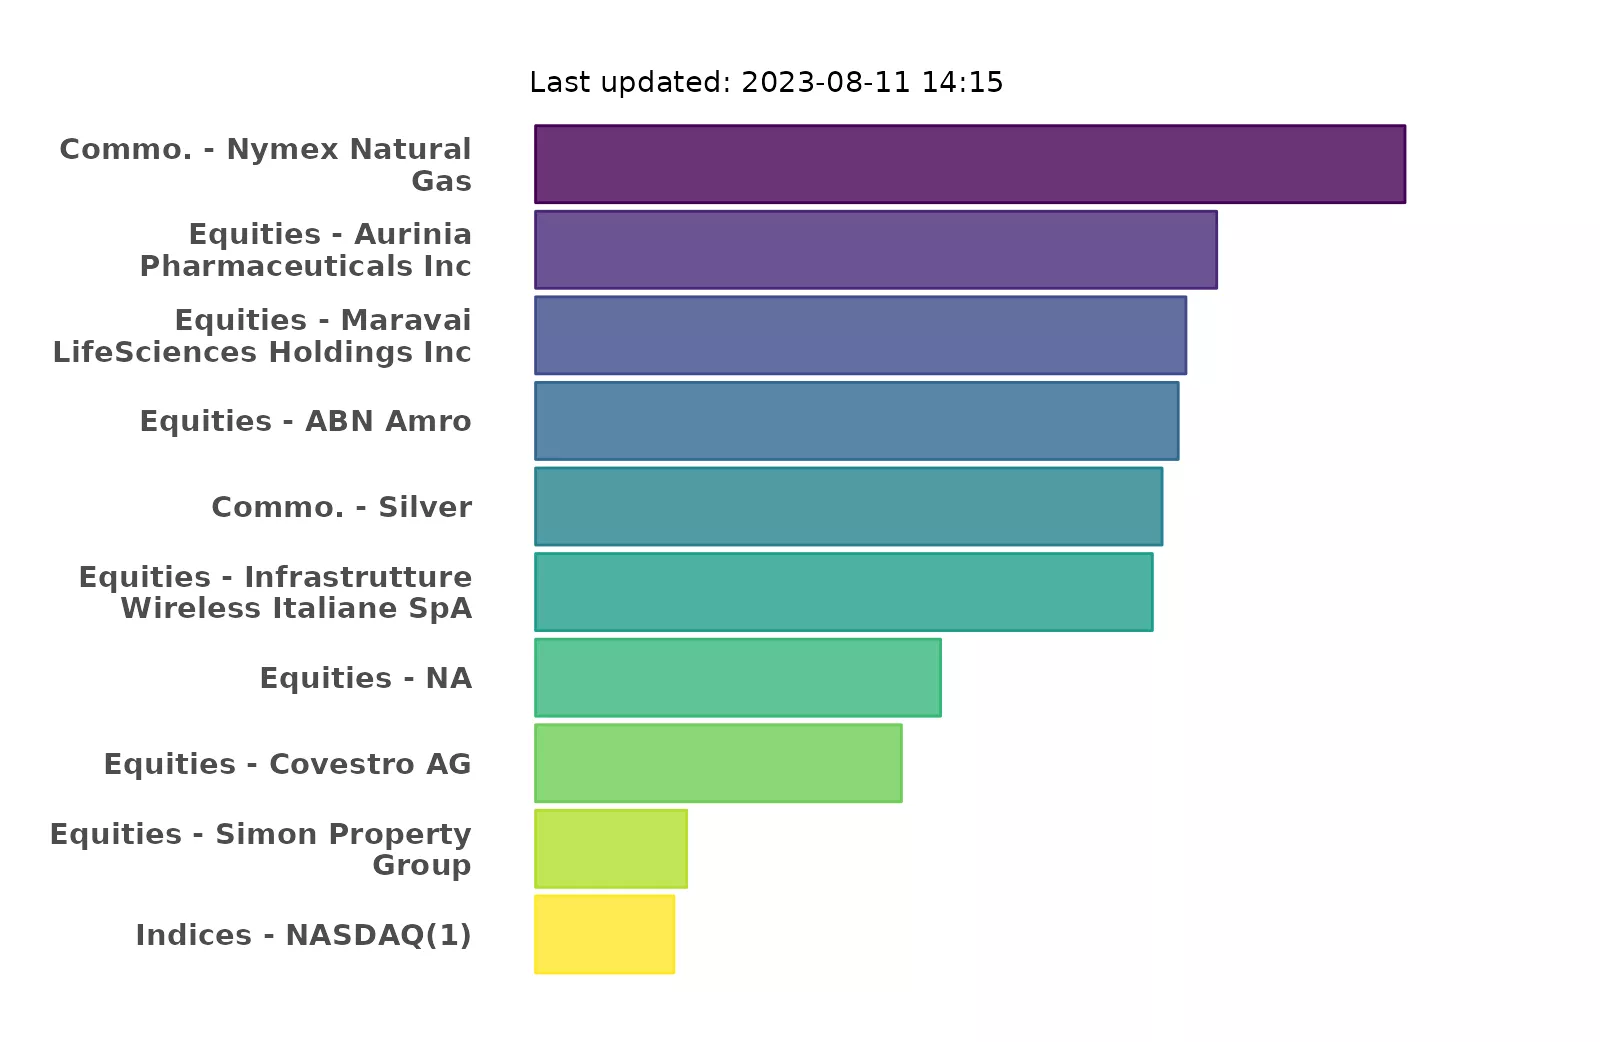 Last updated: 2023-08-11 14:15
Commo. - Nymex Natural
Gas
Equities - Aurinia
Pharmaceuticals Inc
Equities - Maravai
LifeSciences Holdings Inc
Equities - ABN Amro
Commo. - Silver
Equities - Infrastrutture
Wireless Italiane SpA
Equities - NA
Equities - Covestro AG
Equities - Simon Property
Group
Indices - NASDAQ(1)